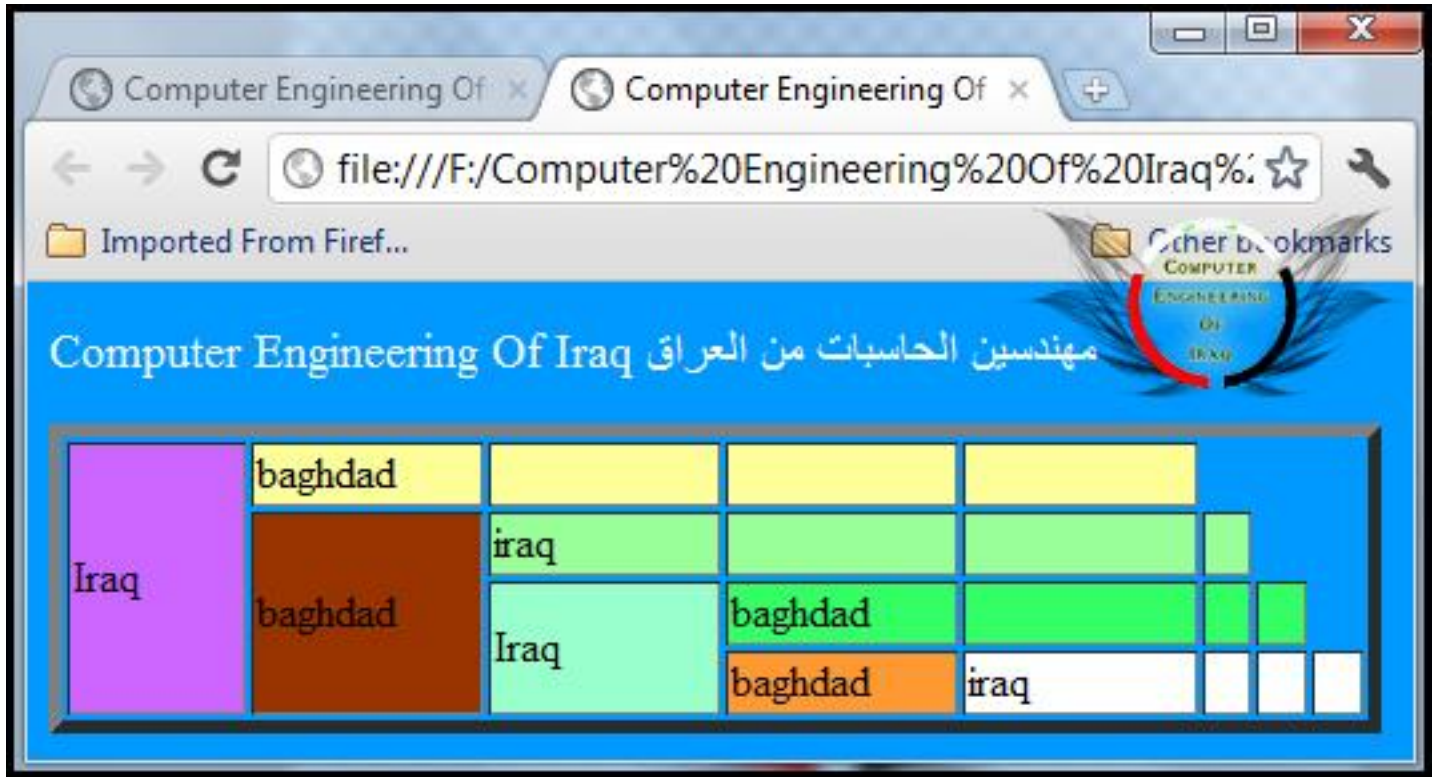 Computer Engineering Of
Computer Engineering Of
file:///F:/Computer%20Engineering%20Of%20Iraq%
Imported From Firef...
Other bookmarks
COMPUTER
ENGINEERING
OF
IRAQ
Computer Engineering Of Iraq مهندسين الحاسبات من العراق
Iraq
baghdad
baghdad
iraq
Iraq
baghdad
baghdad
iraq